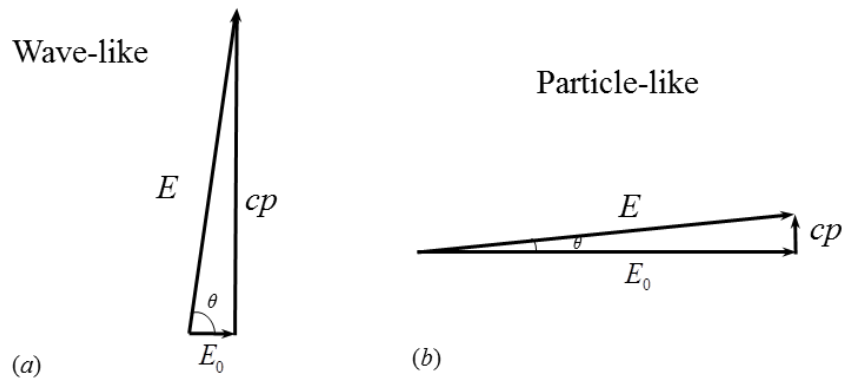 Wave-like
E
cp
θ
E₀
(a)
Particle-like
E
cp
θ
E₀
(b)